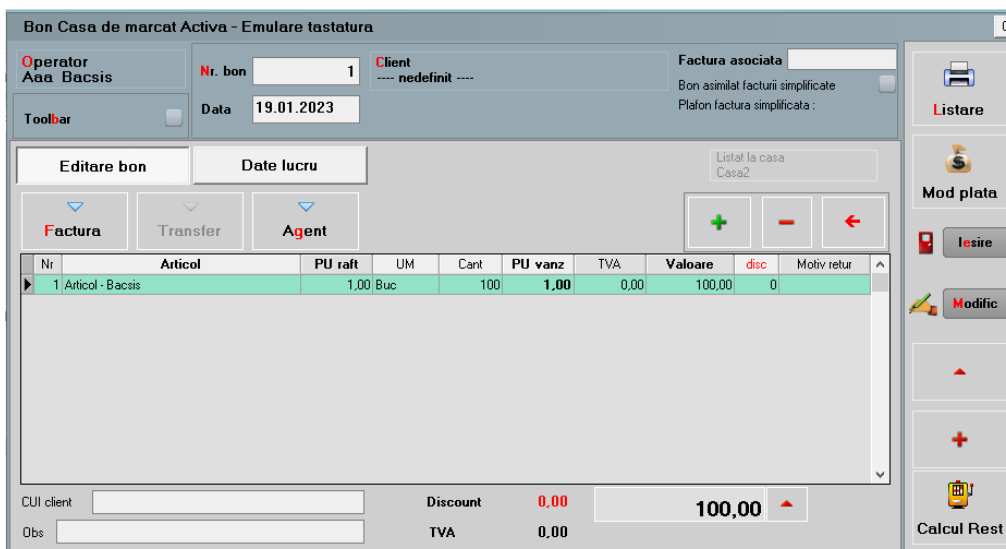 Bon Casa de marcat Activa - Emulare tastatura
Operator
Aaa Bacsis
Nr. bon 1
Client
---- nedefinit ----
Factura asociata
Bon asimilat facturii simplificate
Plafon factura simplificata :
Toolbar
Data 19.01.2023
Listare
Editare bon Date lucru
Listat la casa
Casa2
Mod plata
Factura Transfer Agent
Iesire
Nr Articol PU raft UM Cant PU vanz TVA Valoare disc Motiv retur
1 Articol - Bacsis 1,00 Buc 100 1,00 0,00 100,00 0
Modific
CUI client
Discount 0,00
100,00
Obs
TVA 0,00
Calcul Rest